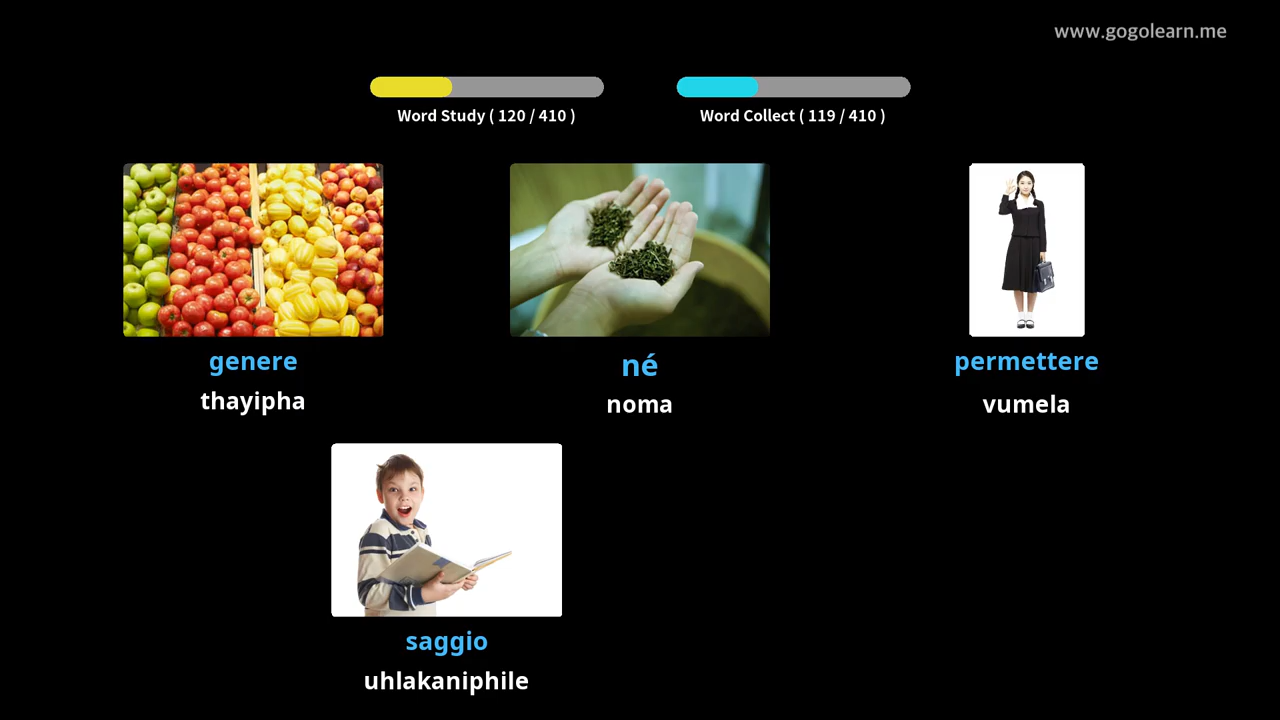 www.gogolearn.me
Word Study ( 120 / 410 )
Word Collect ( 119 / 410 )
genere
thayipha
né
noma
permettere
vumela
saggio
uhlakaniphile